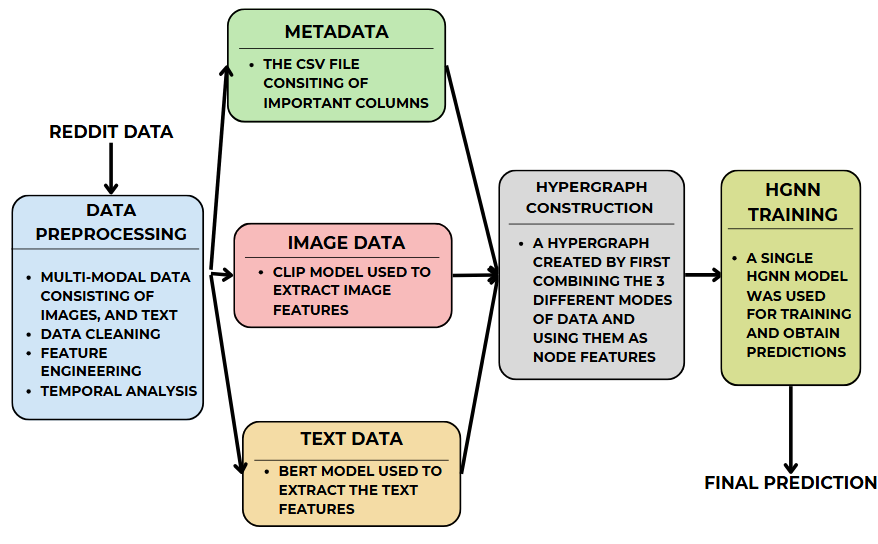 REDDIT DATA
DATA
PREPROCESSING
• MULTI-MODAL DATA
CONSISTING OF
IMAGES, AND TEXT
• DATA CLEANING
• FEATURE
ENGINEERING
• TEMPORAL ANALYSIS
METADATA
• THE CSV FILE
CONSITING OF
IMPORTANT COLUMNS
IMAGE DATA
• CLIP MODEL USED TO
EXTRACT IMAGE
FEATURES
TEXT DATA
• BERT MODEL USED TO
EXTRACT THE TEXT
FEATURES
HYPERGRAPH
CONSTRUCTION
• A HYPERGRAPH
CREATED BY FIRST
COMBINING THE 3
DIFFERENT MODES
OF DATA AND
USING THEM AS
NODE FEATURES
HGNN
TRAINING
• A SINGLE
HGNN MODEL
WAS USED
FOR TRAINING
AND OBTAIN
PREDICTIONS
FINAL PREDICTION